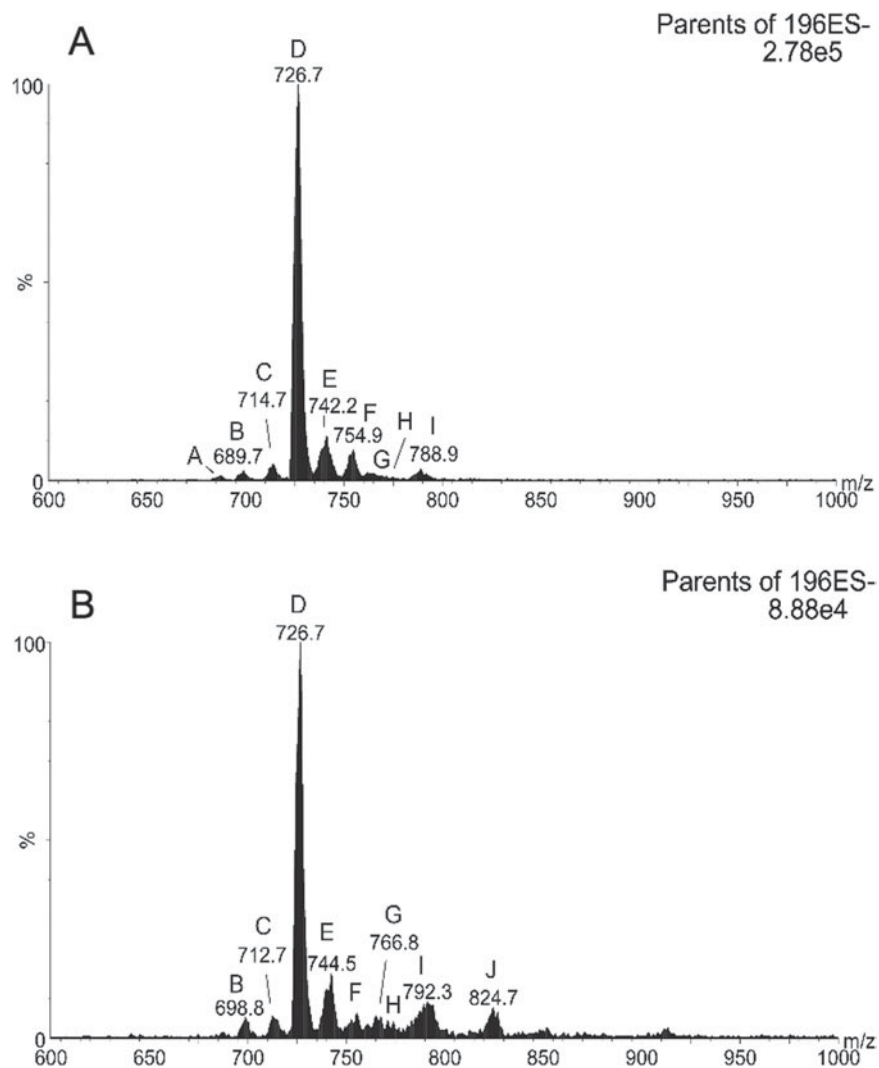 A
Parents of 196ES-
2.78e5
D
726.7
100
%
C
714.7
E
742.2
F
754.9
H
I
788.9
B
689.7
A
G
0
600 650 700 750 800 850 900 950 1000 m/z
B
Parents of 196ES-
8.88e4
D
726.7
100
%
G
766.8
C
712.7
E
744.5
I
792.3
J
824.7
B
698.8
F
H
0
600 650 700 750 800 850 900 950 1000 m/z